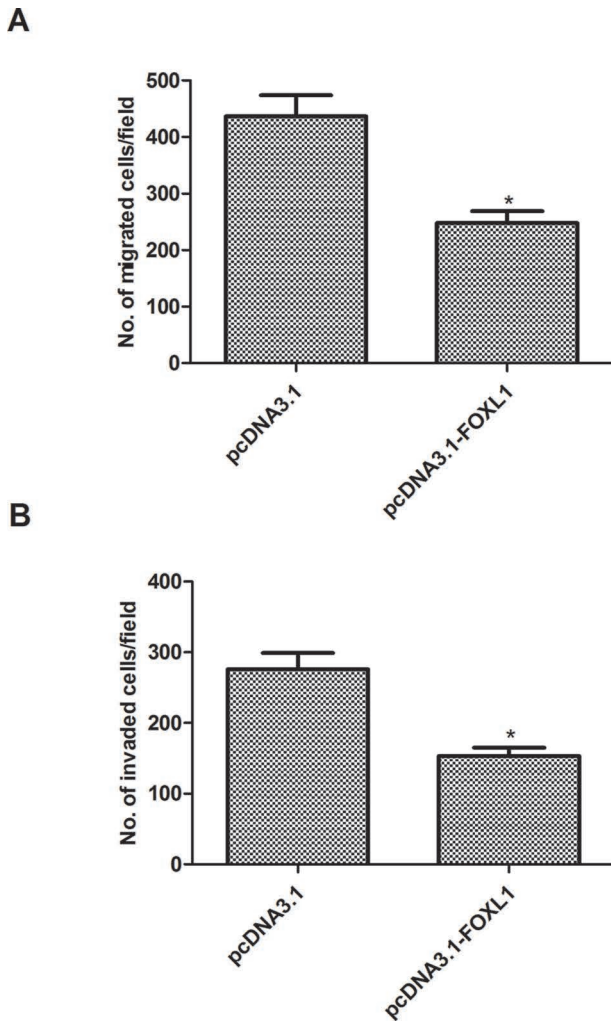 A
No. of migrated cells/field
500
400
300
200
100
0
*
pcDNA3.1
pcDNA3.1-FOXL1
B
No. of invaded cells/field
400
300
200
100
0
*
pcDNA3.1
pcDNA3.1-FOXL1